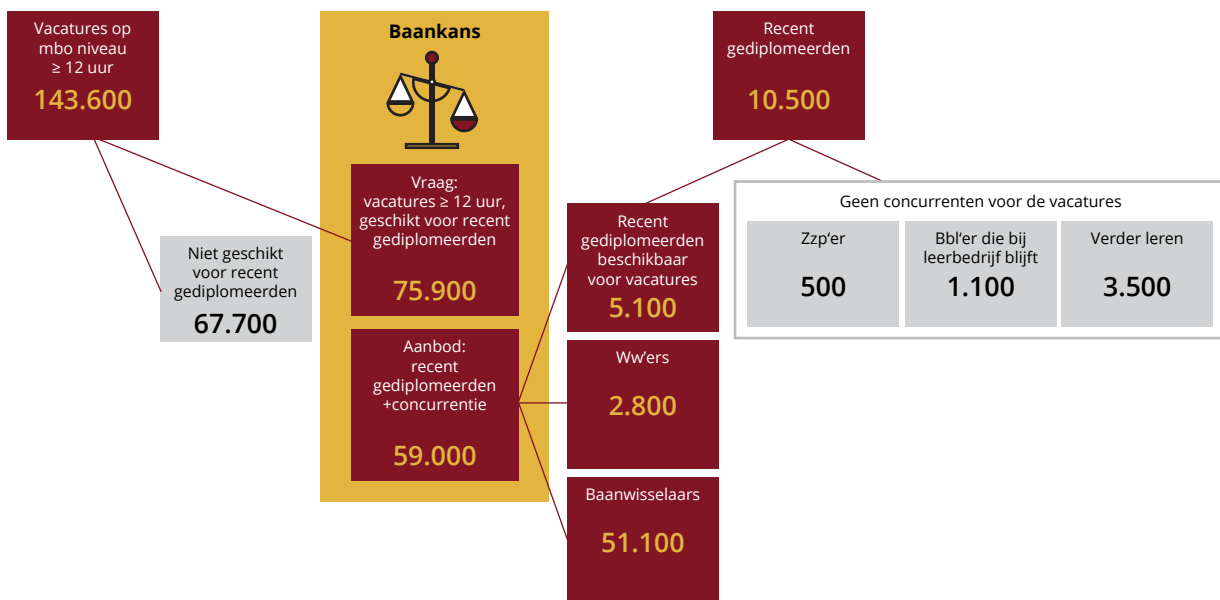 Vacatures op
mbo niveau
≥ 12 uur
143.600
Niet geschikt
voor recent
gediplomeerden
67.700
Baankans
Vraag:
vacatures ≥ 12 uur,
geschikt voor recent
gediplomeerden
75.900
Aanbod:
recent
gediplomeerden
+concurrentie
59.000
Recent
gediplomeerden
10.500
Recent
gediplomeerden
beschikbaar
voor vacatures
5.100
Ww'ers
2.800
Baanwisselaars
51.100
Geen concurrenten voor de vacatures
Zzp‘er
500
Bbl‘er die bij
leerbedrijf blijft
1.100
Verder leren
3.500